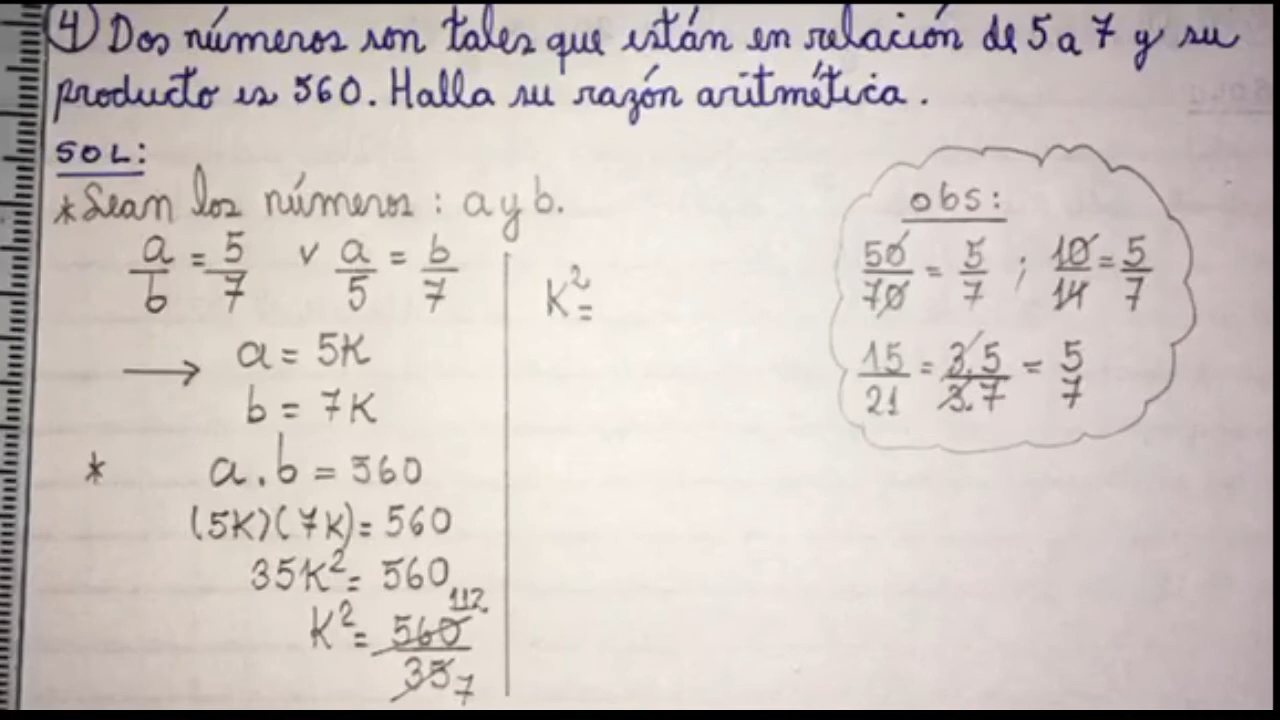 4) Dos números son tales que están en relación de 5 a 7 y su
producto es 560. Halla su razón aritmética.
SOL:
* Sean los números: a y b.
a/b = 5/7 v a/5 = b/7
→ a = 5K
b = 7K
* a.b = 560
(5K)(7K) = 560
35K² = 560
K² = 560/35 112. 7
K² =
obs:
50/70 = 5/7 ; 10/14 = 5/7
15/21 = 3.5/3.7 = 5/7